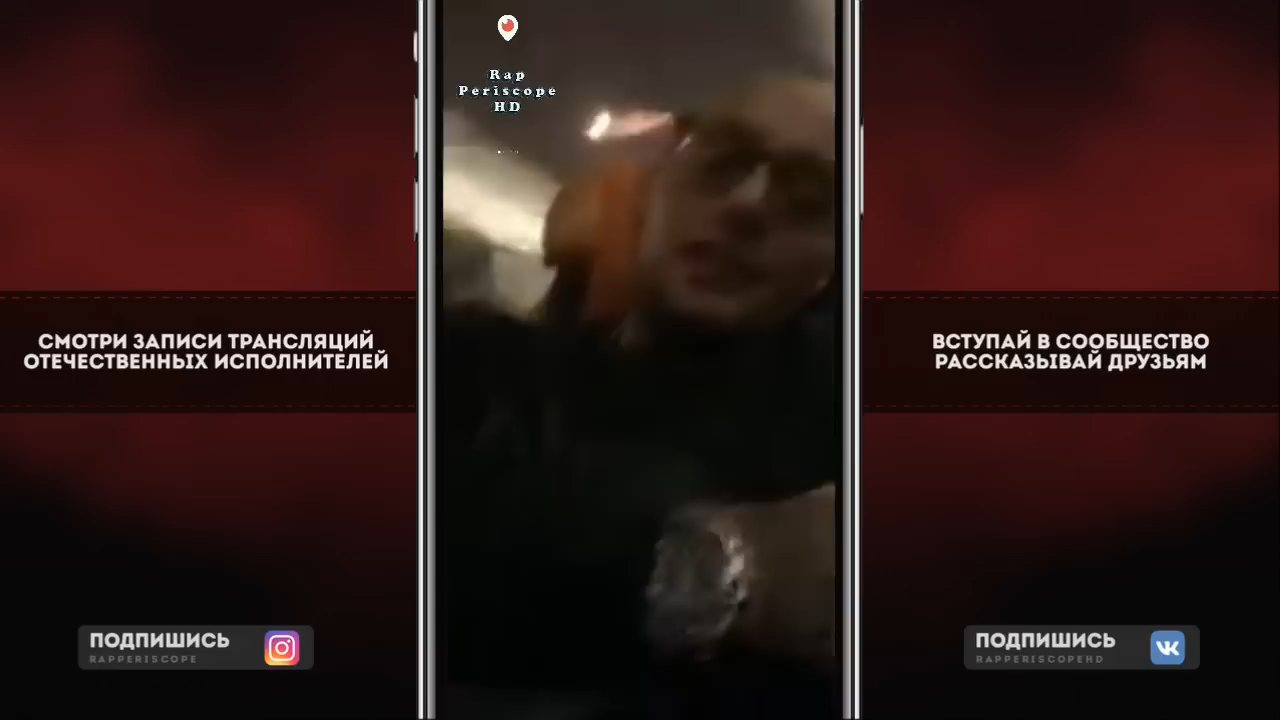 Rap
Periscope
HD
СМОТРИ ЗАПИСИ ТРАНСЛЯЦИЙ
ОТЕЧЕСТВЕННЫХ ИСПОЛНИТЕЛЕЙ
ВСТУПАЙ В СООБЩЕСТВО
РАССКАЗЫВАЙ ДРУЗЬЯМ
ПОДПИШИСЬ
RAPPERISCOPE
ПОДПИШИСЬ
RAPPERISCOPEHD